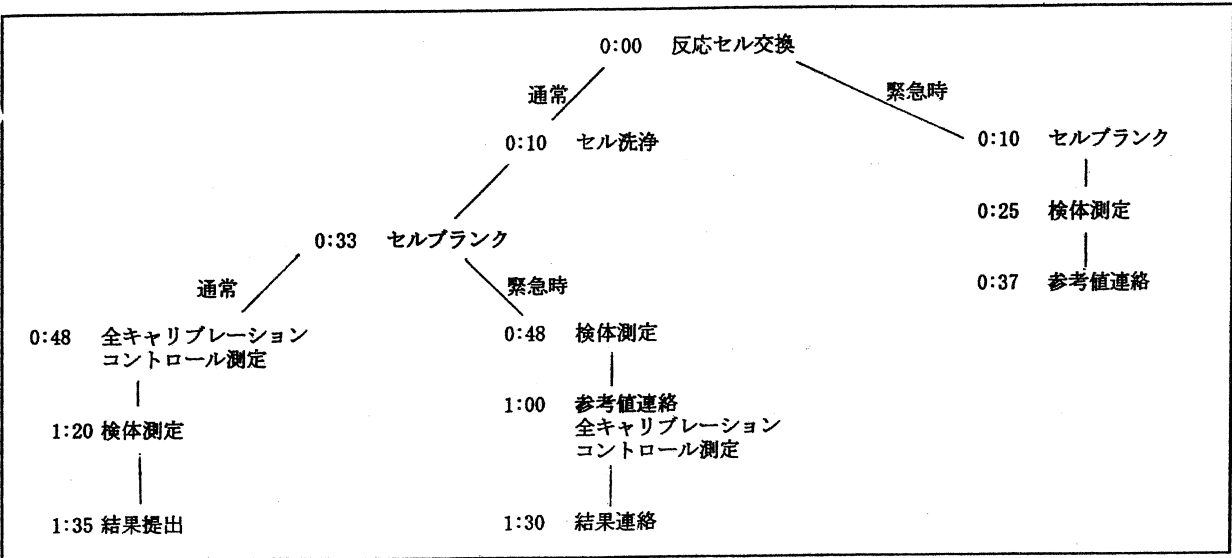 0:00 反応セル交換
通常
緊急時
0:10 セル洗浄
0:10 セルブランク
0:25 検体測定
0:33 セルブランク
0:37 参考値連絡
通常
緊急時
0:48 全キャリブレーション
コントロール測定
0:48 検体測定
1:00 参考値連絡
全キャリブレーション
コントロール測定
1:20 検体測定
1:35 結果提出
1:30 結果連絡